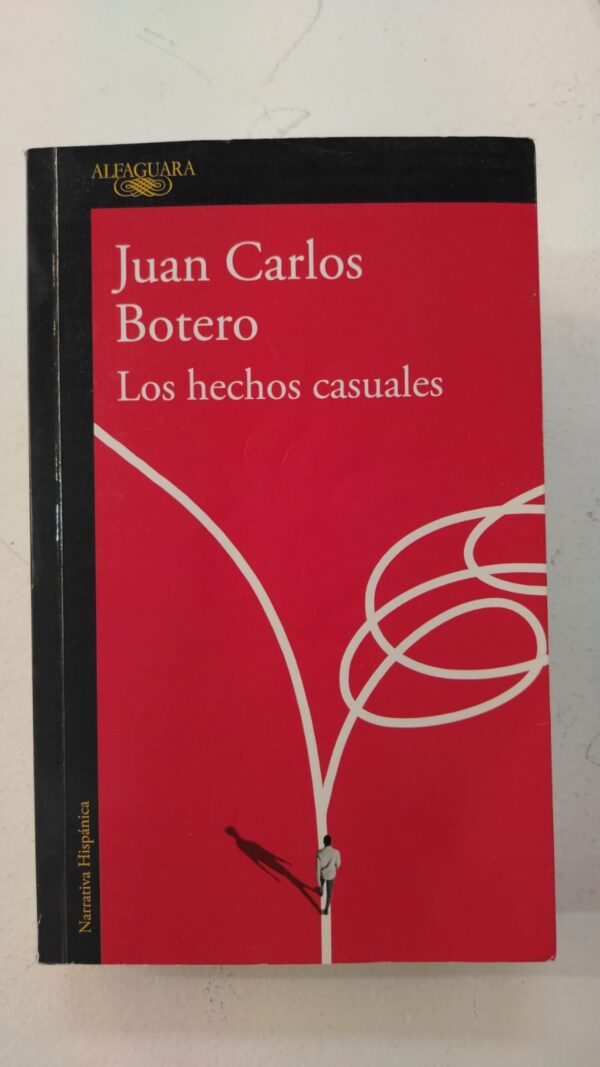 ALFAGUARA
Juan Carlos
Botero
Los hechos casuales
Narrativa Hispánica